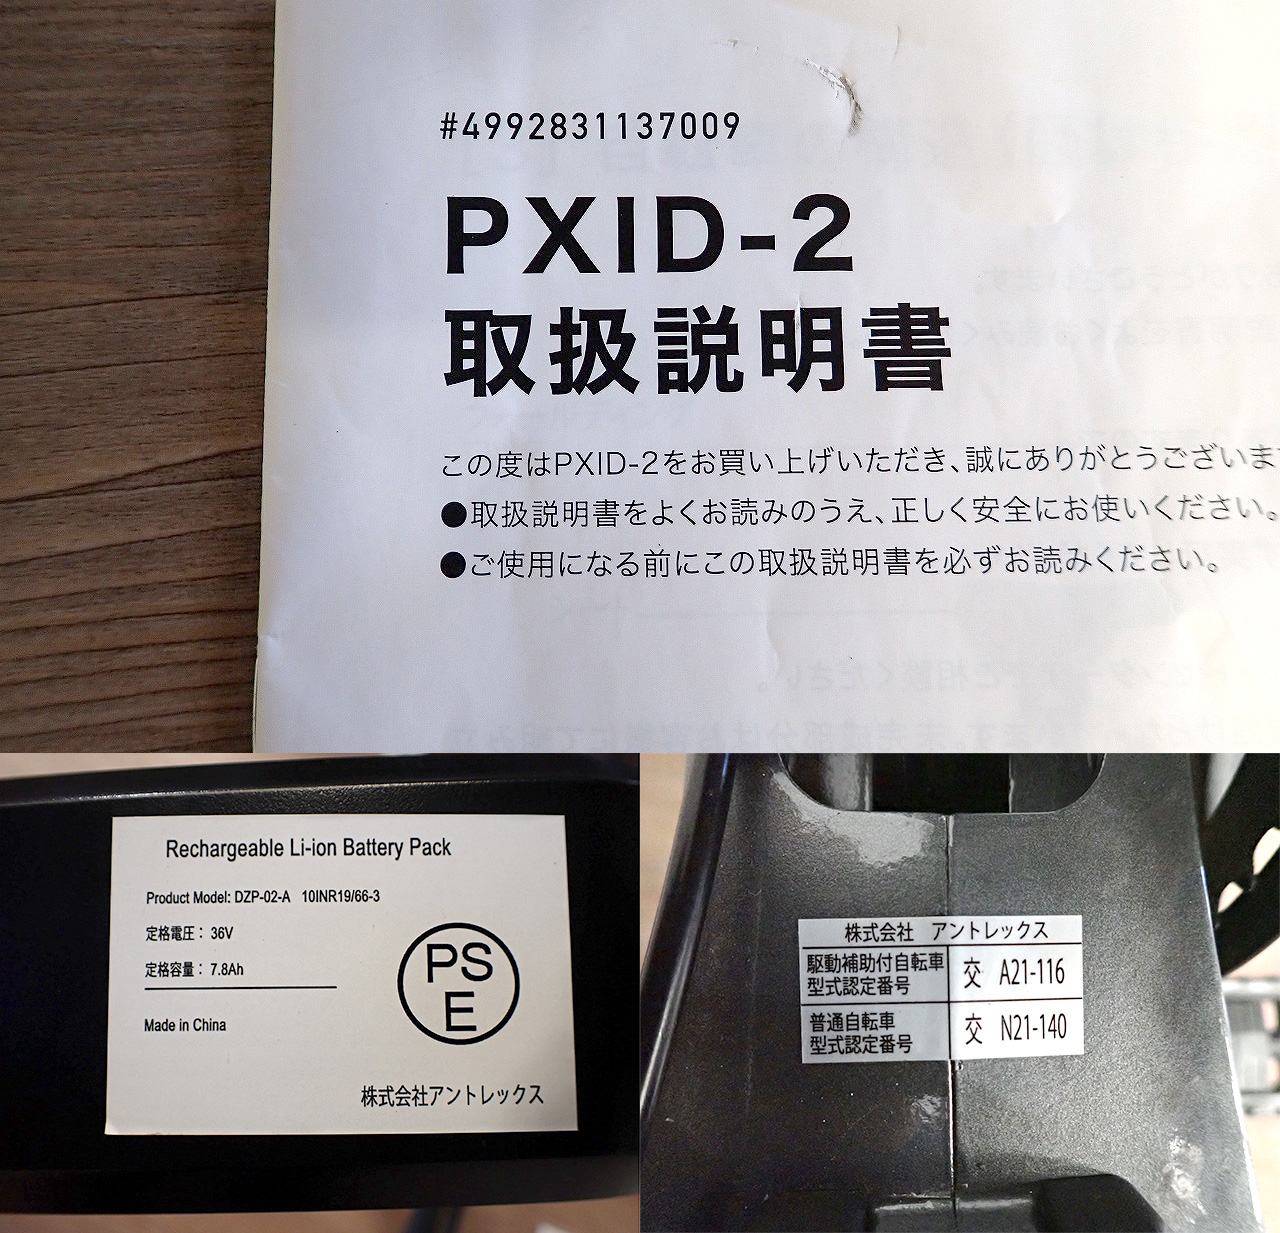 #4992831137009
PXID-2
取扱説明書
この度はPXID-2をお買い上げいただき、誠にありがとうございま
●取扱説明書をよくお読みのうえ、正しく安全にお使いください。
●ご使用になる前にこの取扱説明書を必ずお読みください。
Rechargeable Li-ion Battery Pack
Product Model: DZP-02-A 10INR19/66-3
定格電圧： 36V
定格容量： 7.8Ah
PS
E
Made in China
株式会社アントレックス
株式会社 アントレックス
駆動補助付自転車
型式認定番号
交 A21-116
普通自転車
型式認定番号
交 N21-140